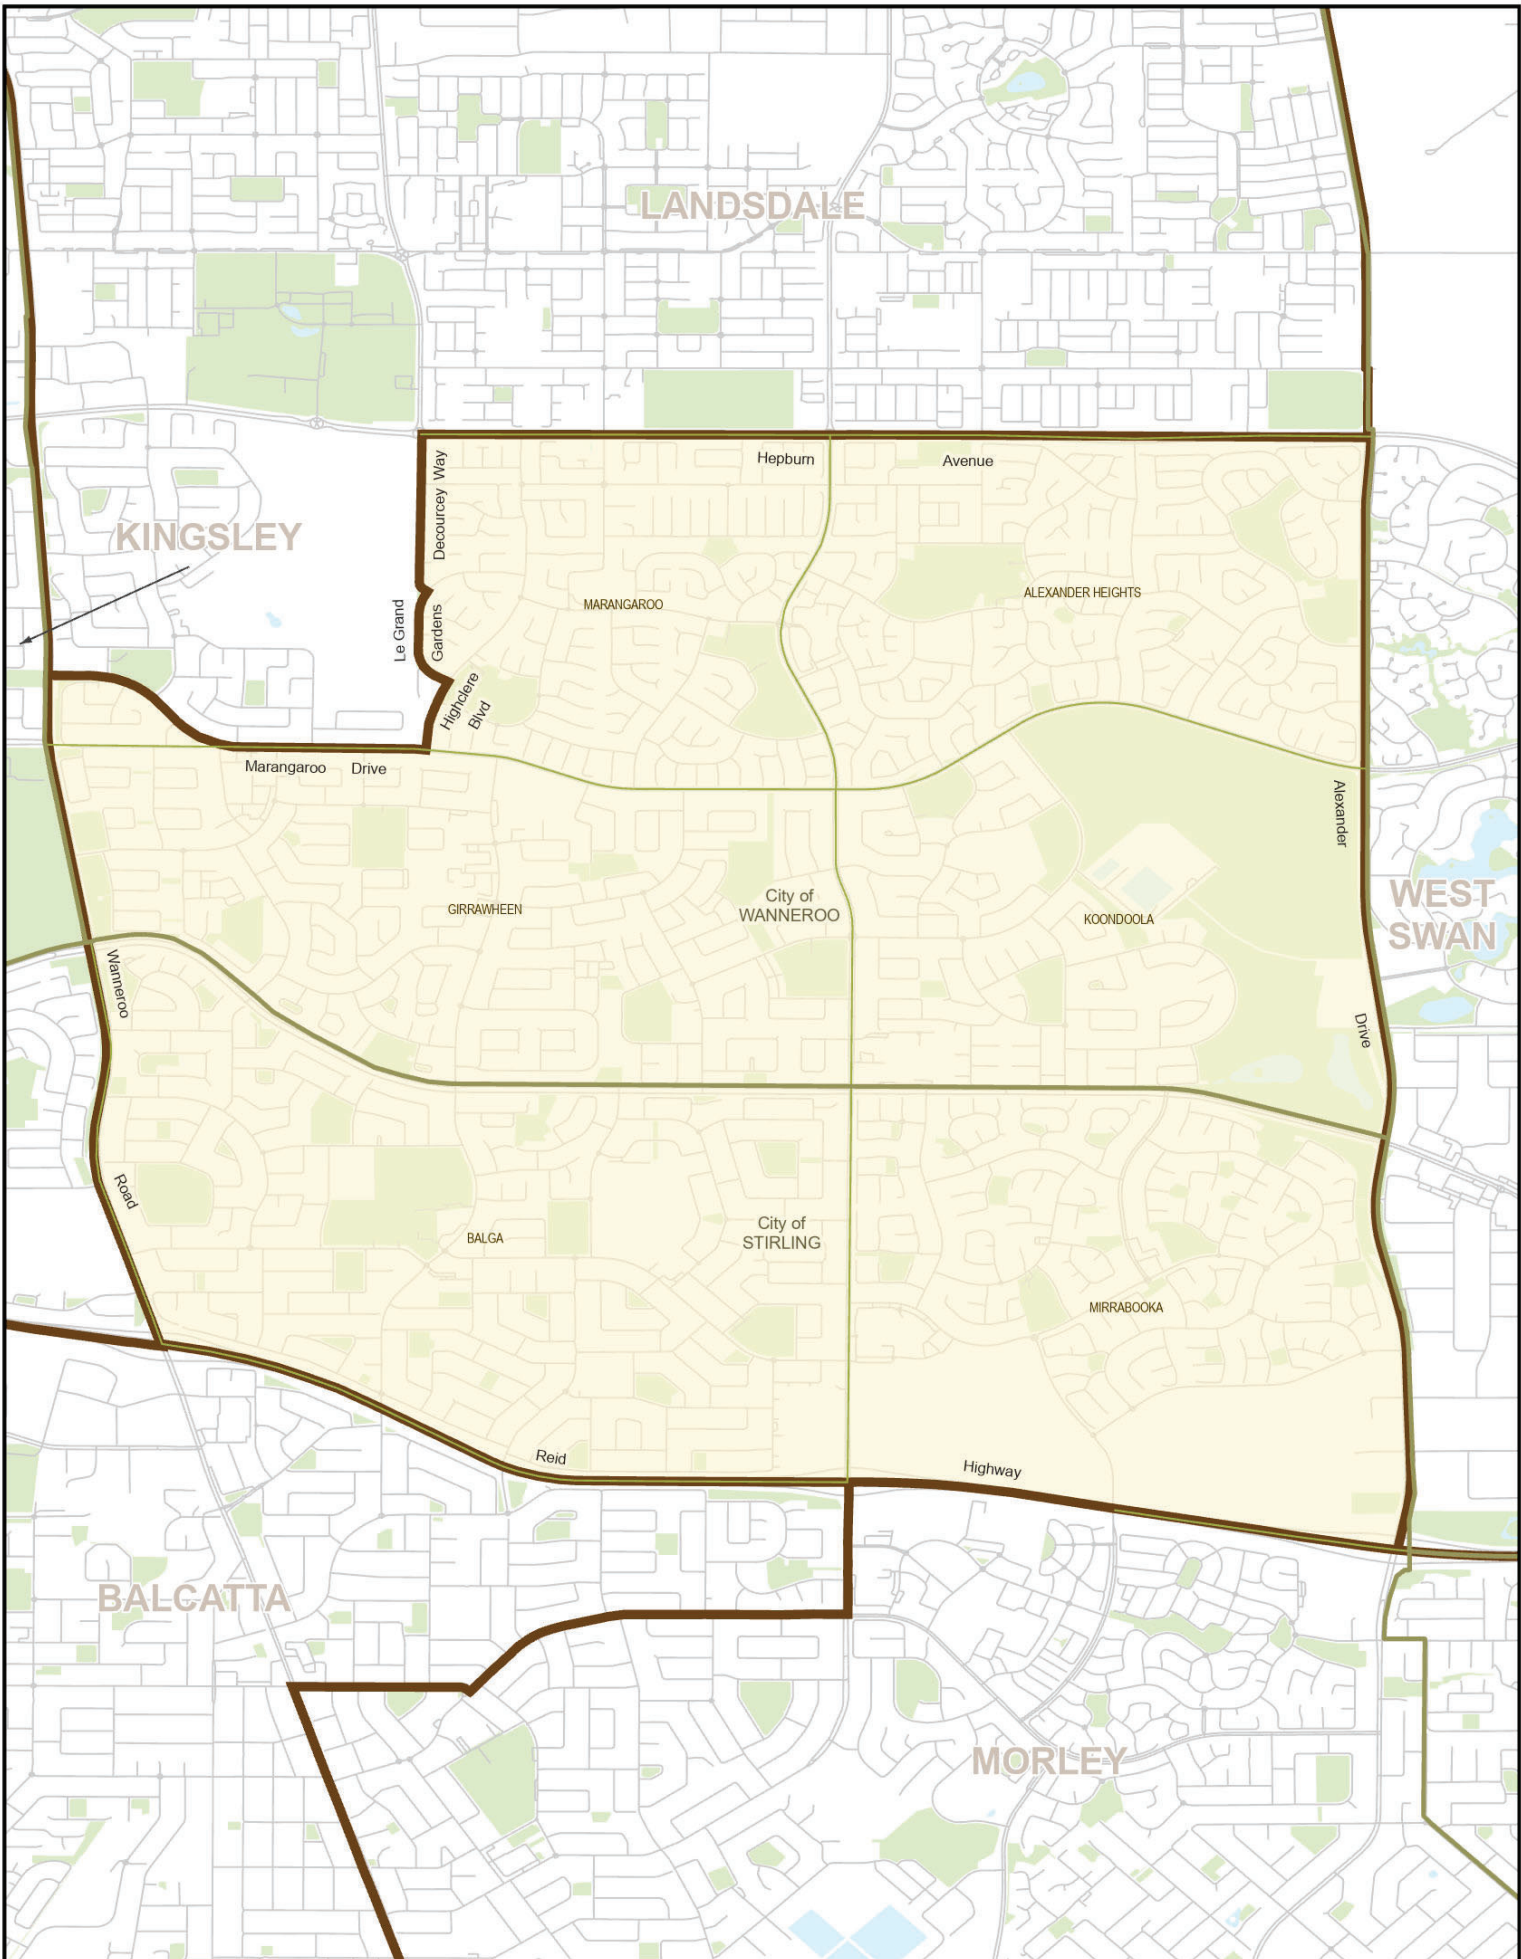 LANDSDALE
Hepburn
Avenue
Decourcey Way
KINGSLEY
ALEXANDER HEIGHTS
MARANGAROO
Le Grand
Gardens
Highclere
Blvd
Marangaroo Drive
Alexander
City of
WANNEROO
WEST
SWAN
GIRRAWHEEN
KOONDOOLA
Wanneroo
Drive
Road
City of
STIRLING
BALGA
MIRRABOOKA
Reid
Highway
BALCATTA
MORLEY